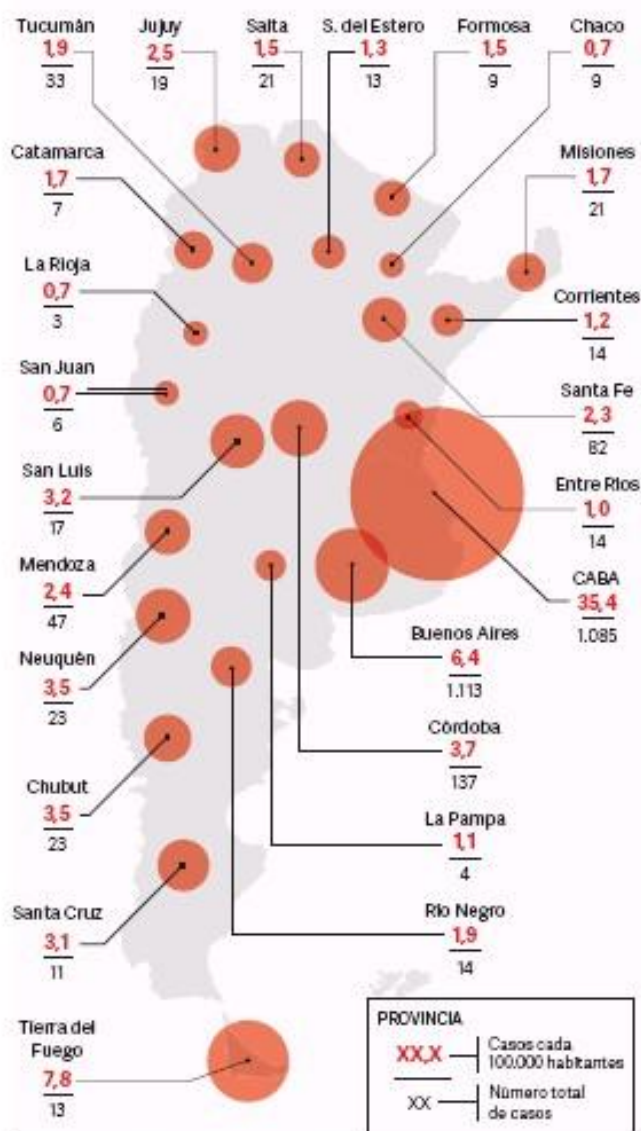 Tucumán
1,9
33
Jujuy
2,5
19
Salta
1,5
21
S. del Estero
1,3
13
Formosa
1,5
9
Chaco
0,7
9
Catamarca
1,7
7
Misiones
1,7
21
La Rioja
0,7
3
Corrientes
1,2
14
San Juan
0,7
6
Santa Fe
2,3
82
San Luis
3,2
17
Entre Ríos
1,0
14
Mendoza
2,4
47
CABA
35,4
1.085
Neuquén
3,5
23
Buenos Aires
6,4
1.113
Chubut
3,5
23
Córdoba
3,7
137
La Pampa
1,1
4
Santa Cruz
3,1
11
Río Negro
1,9
14
Tierra del
Fuego
7,8
13
PROVINCIA
XX,X
Casos cada
100.000 habitantes
XX
Número total
de casos